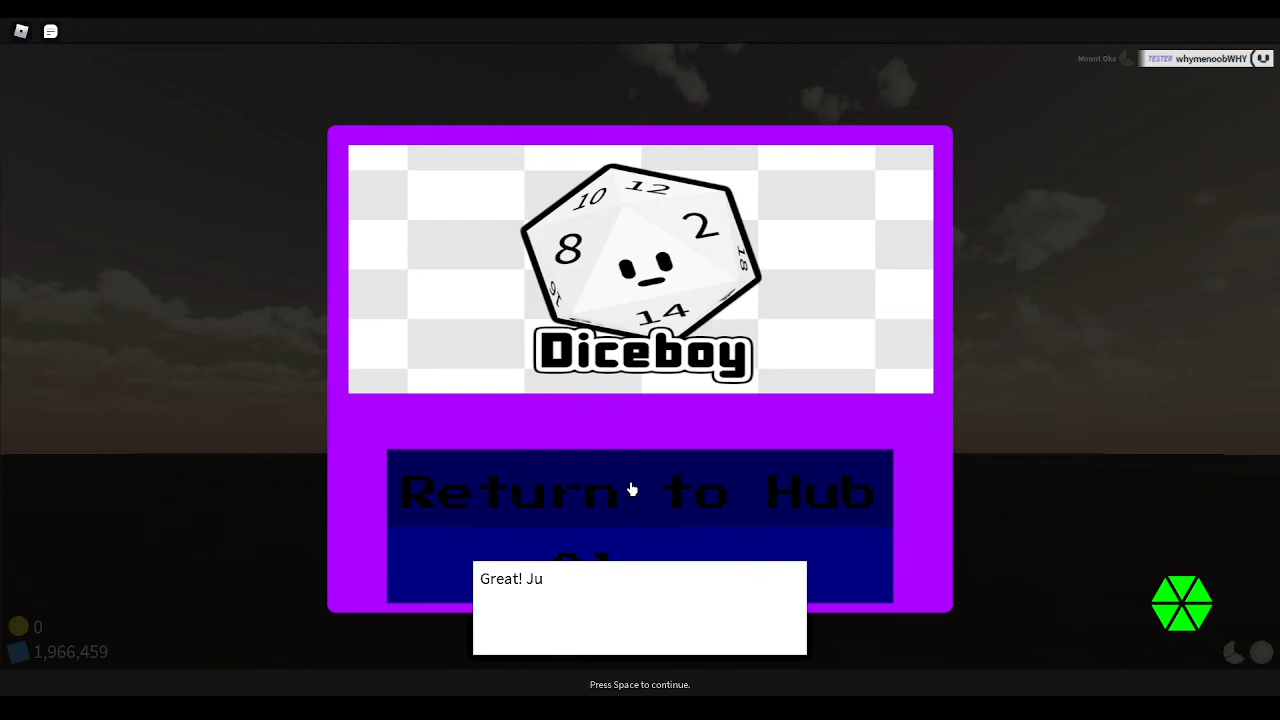 Mount Oka
TESTER whymenoobWHY
10 12
8 2
18
16
14
Diceboy
Return to Hub
Great! Ju
0
1,966,459
Press Space to continue.